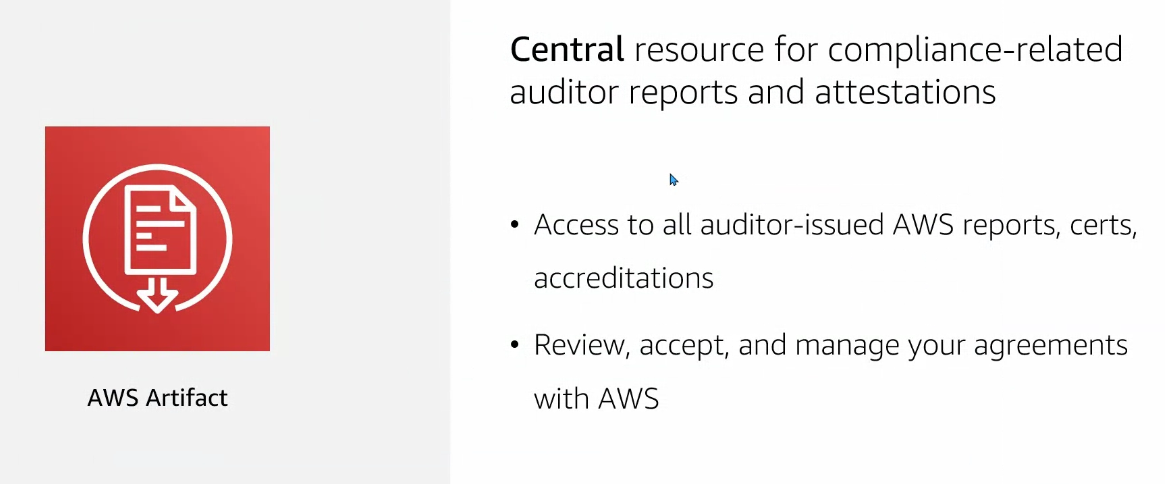 Central resource for compliance-related
auditor reports and attestations
• Access to all auditor-issued AWS reports, certs,
accreditations
• Review, accept, and manage your agreements
with AWS
AWS Artifact